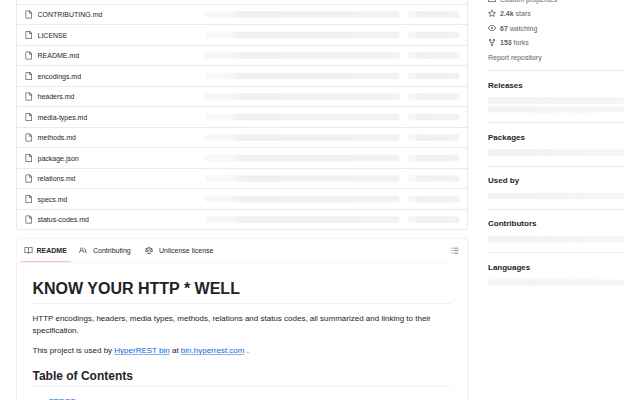 CONTRIBUTING.md
LICENSE
README.md
encodings.md
headers.md
media-types.md
methods.md
package.json
relations.md
specs.md
status-codes.md
README
Contributing
Unlicense license
KNOW YOUR HTTP * WELL
HTTP encodings, headers, media types, methods, relations and status codes, all summarized and linking to their
specification.
This project is used by HyperREST bin at bin.hyperrest.com .
Table of Contents
2.4k stars
67 watching
153 forks
Report repository
Releases
Packages
Used by
Contributors
Languages